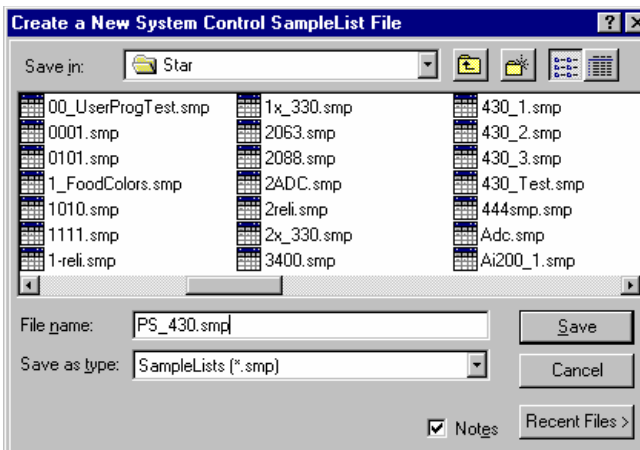 Create a New System Control SampleList File
Save in: Star
00_UserProgTest.smp 1x_330.smp 430_1.smp
0001.smp 2063.smp 430_2.smp
0101.smp 2088.smp 430_3.smp
1_FoodColors.smp 2ADC.smp 430_Test.smp
1010.smp 2reli.smp 444smp.smp
1111.smp 2x_330.smp Adc.smp
1-reli.smp 3400.smp Ai200_1.smp
File name: PS_430.smp Save
Save as type: SampleLists (*.smp) Cancel
Notes Recent Files >